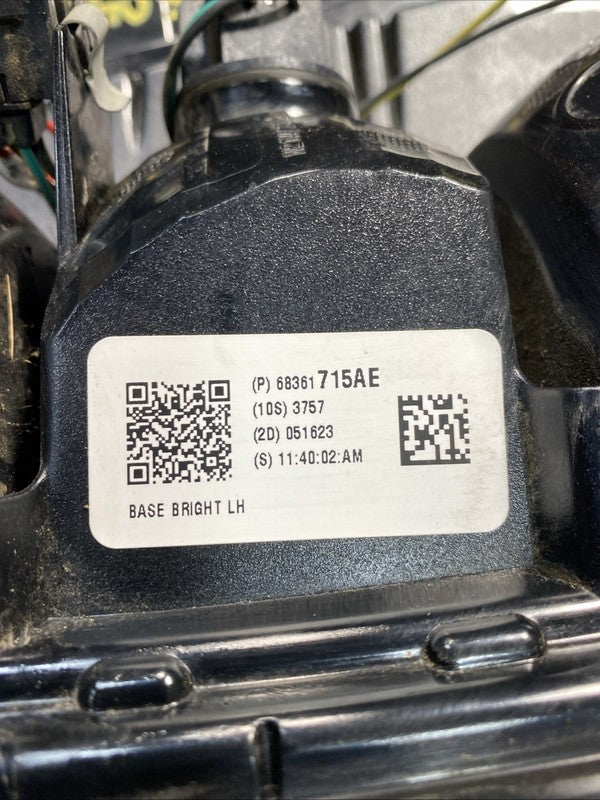 (P) 68361715AE
(10S) 3757
(2D) 051623
(S) 11:40:02:AM
BASE BRIGHT LH